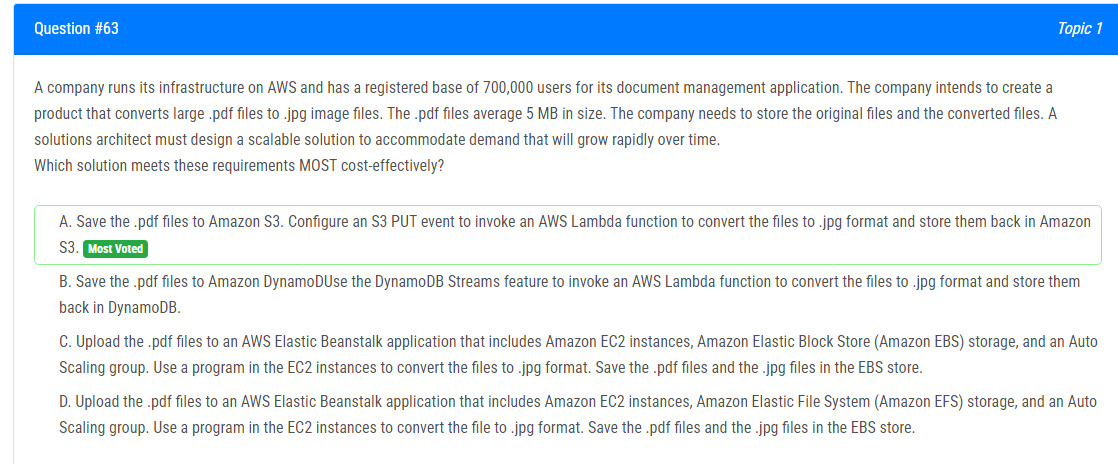 Question #63
Topic 1
A company runs its infrastructure on AWS and has a registered base of 700,000 users for its document management application. The company intends to create a
product that converts large .pdf files to .jpg image files. The .pdf files average 5 MB in size. The company needs to store the original files and the converted files. A
solutions architect must design a scalable solution to accommodate demand that will grow rapidly over time.
Which solution meets these requirements MOST cost-effectively?
A. Save the .pdf files to Amazon S3. Configure an S3 PUT event to invoke an AWS Lambda function to convert the files to .jpg format and store them back in Amazon
S3. Most Voted
B. Save the .pdf files to Amazon DynamoDUse the DynamoDB Streams feature to invoke an AWS Lambda function to convert the files to .jpg format and store them
back in DynamoDB.
C. Upload the .pdf files to an AWS Elastic Beanstalk application that includes Amazon EC2 instances, Amazon Elastic Block Store (Amazon EBS) storage, and an Auto
Scaling group. Use a program in the EC2 instances to convert the files to .jpg format. Save the .pdf files and the .jpg files in the EBS store.
D. Upload the .pdf files to an AWS Elastic Beanstalk application that includes Amazon EC2 instances, Amazon Elastic File System (Amazon EFS) storage, and an Auto
Scaling group. Use a program in the EC2 instances to convert the file to .jpg format. Save the .pdf files and the .jpg files in the EBS store.